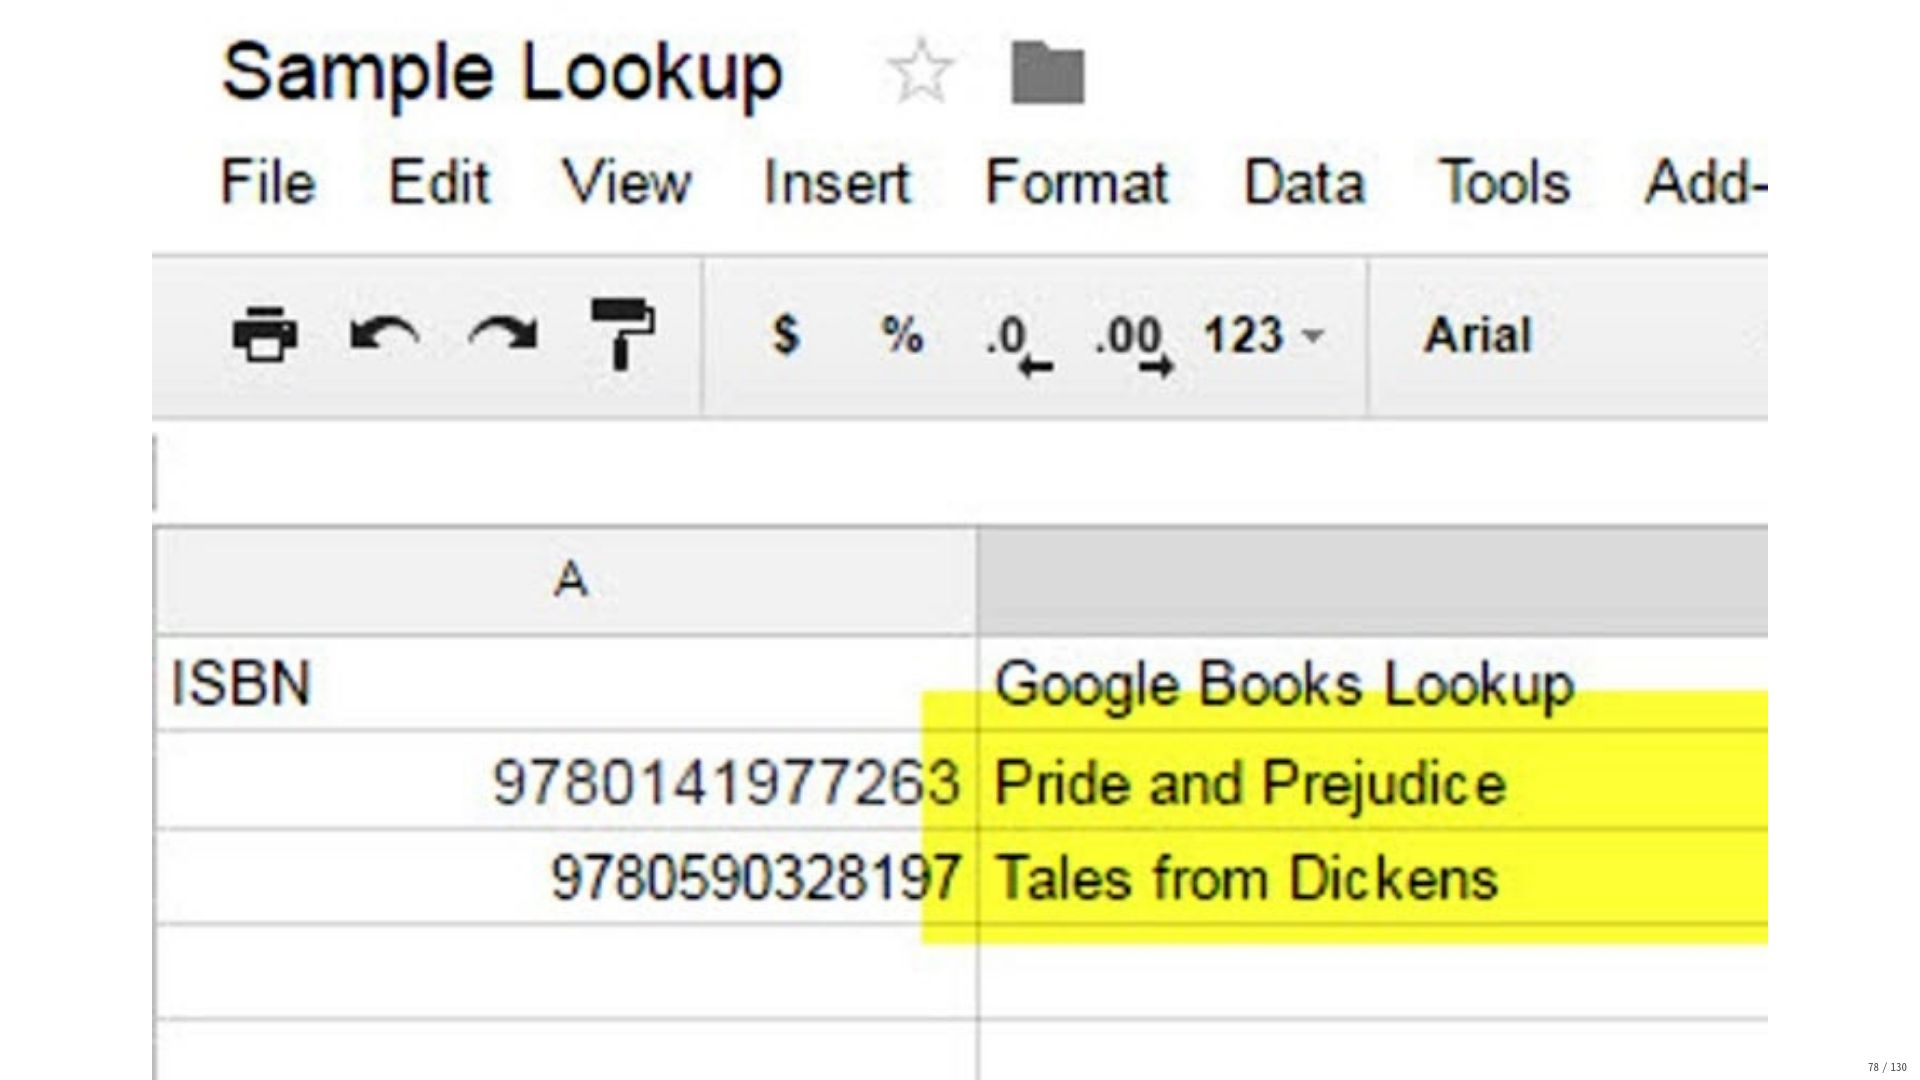 Sample Lookup
File Edit View Insert Format Data Tools Add-
$ % .0 .00 123 Arial
A
ISBN Google Books Lookup
9780141977263 Pride and Prejudice
9780590328197 Tales from Dickens
78 / 130